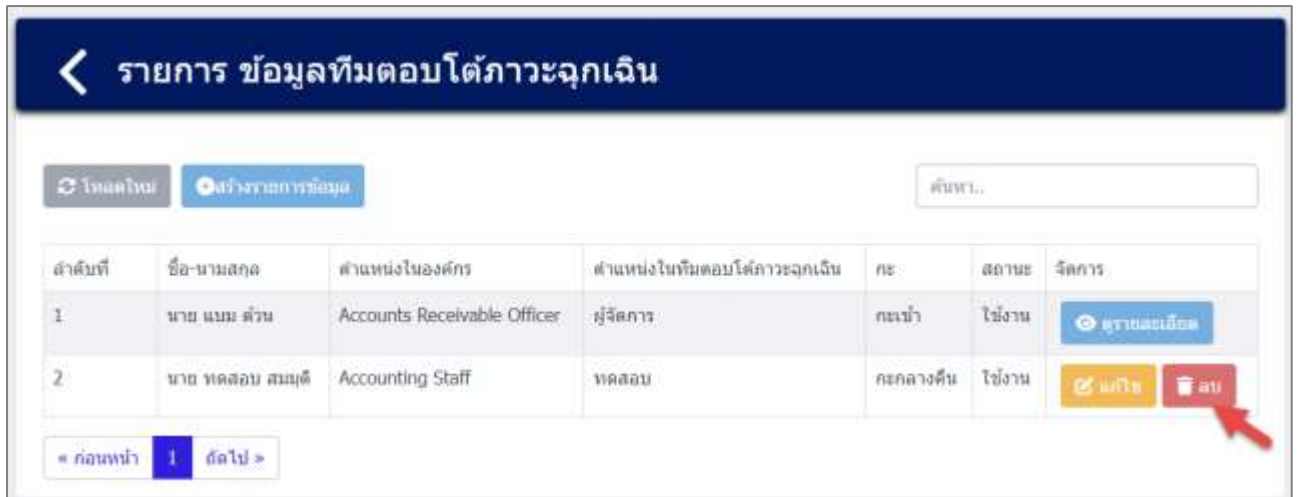 รายการ ข้อมูลทีมตอบโต้ภาวะฉุกเฉิน
โหลดใหม่ สร้างรายการข้อมูล ค้นหา..
ลำดับที่ ชื่อ-นามสกุล ตำแหน่งในองค์กร ตำแหน่งในทีมตอบโต้ภาวะฉุกเฉิน กะ สถานะ จัดการ
1 นาย แบม ด้วน Accounts Receivable Officer ผู้จัดการ กะเช้า ใช้งาน ดูรายละเอียด
2 นาย ทดสอบ สมมุติ Accounting Staff ทดสอบ กะกลางคืน ใช้งาน แก้ไข ลบ
« ก่อนหน้า 1 ถัดไป »